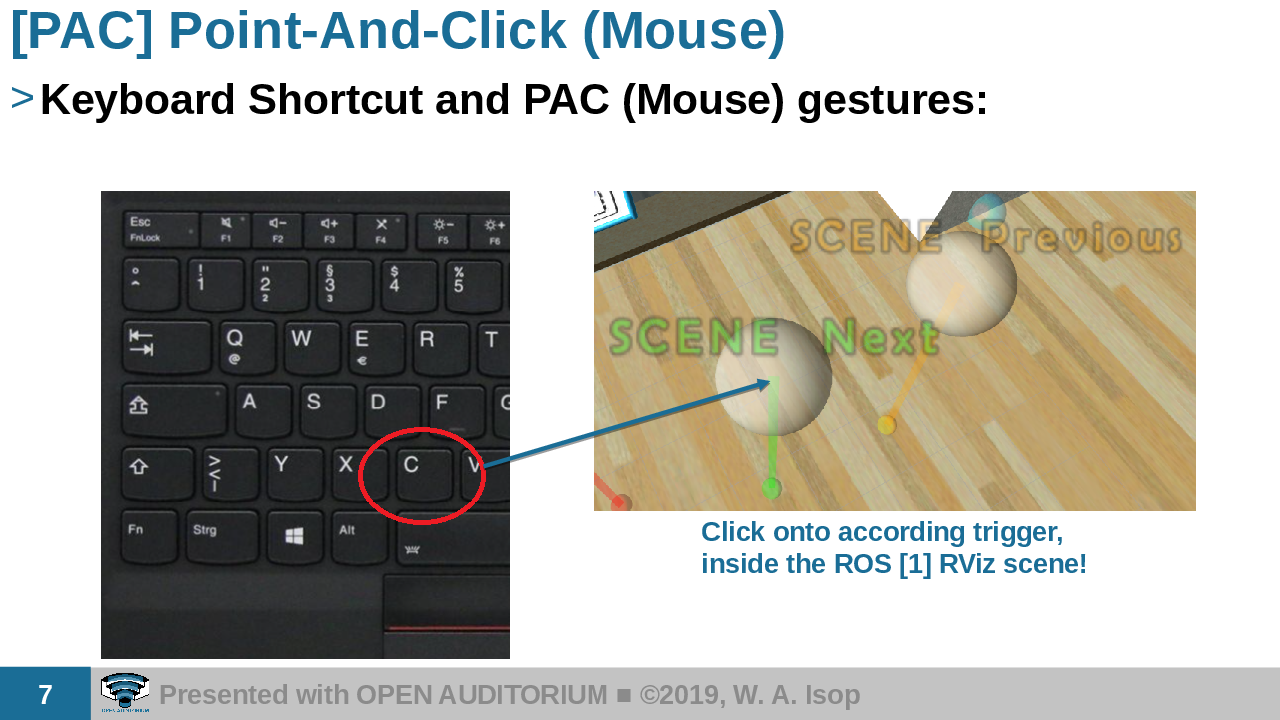 [PAC] Point-And-Click (Mouse)
> Keyboard Shortcut and PAC (Mouse) gestures:
Esc
FnLock
F1
F2
F3
F4
F5
F6
°
^
!
1
"
2
²
§
3
³
$
4
%
5
Q
@
W
E
€
R
T
A
S
D
F
G
>
<
|
Y
X
C
V
Fn
Strg
Alt
SCENE Previous
SCENE Next
Click onto according trigger,
inside the ROS [1] RViz scene!
7
OPEN AUDITORIUM
Presented with OPEN AUDITORIUM ■ ©2019, W. A. Isop